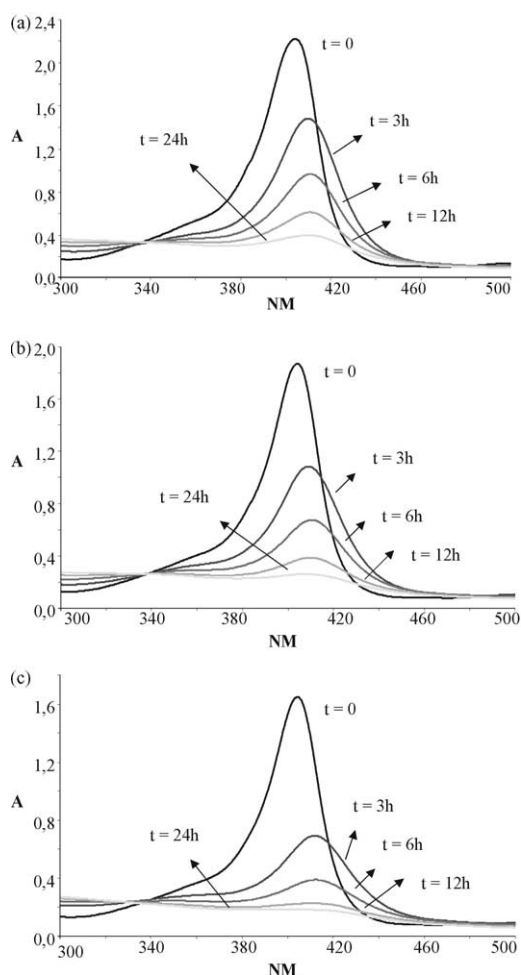 (a)
2,4
2,0
1,6
A
1,2
0,8
0,4
0,0
t = 0
t = 3h
t = 24h
t = 6h
t = 12h
300 340 380 420 460 500
NM
(b)
2,0
1,6
1,2
A
0,8
0,4
0,0
t = 0
t = 3h
t = 24h
t = 6h
t = 12h
300 340 380 420 460 500
NM
(c)
1,6
1,2
A
0,8
0,4
0,0
t = 0
t = 3h
t = 24h
t = 6h
t = 12h
300 340 380 420 460 500
NM